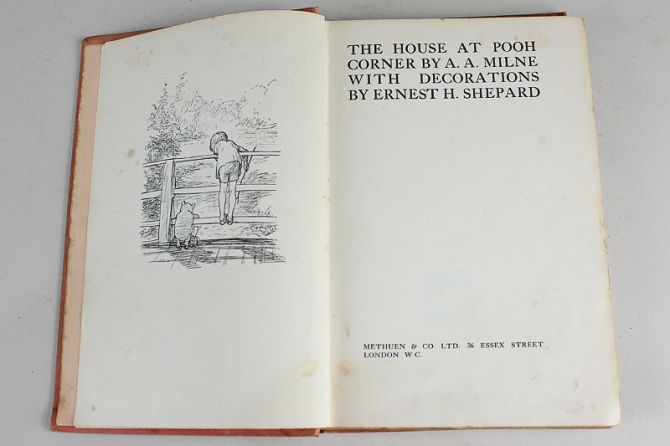 THE HOUSE AT POOH
CORNER BY A. A. MILNE
WITH DECORATIONS
BY ERNEST H. SHEPARD
METHUEN & CO. LTD. 36 ESSEX STREET
LONDON W C.